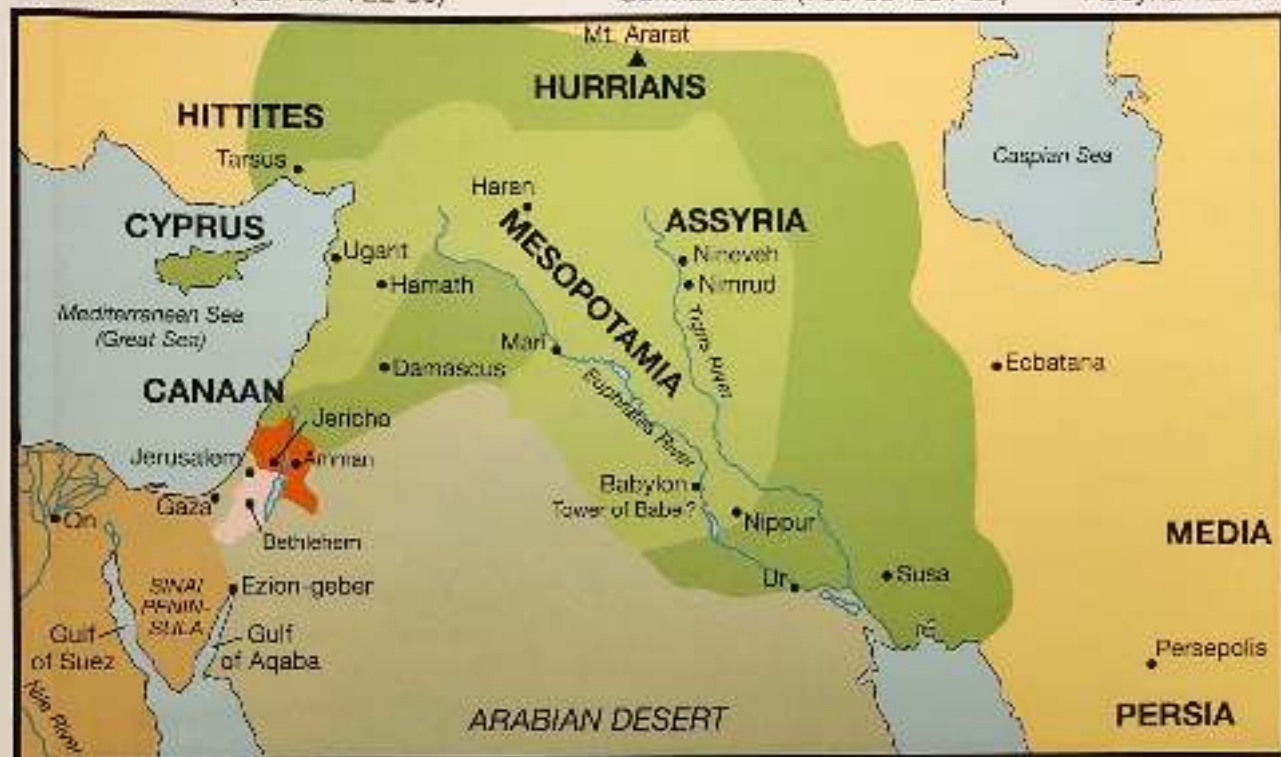 Mt. Ararat
HURRIANS
HITTITES
Tarsus
Caspian Sea
Haran
CYPRUS
ASSYRIA
MESOPOTAMIA
Ugarit
Nineveh
Hamath
Nimrud
Mediterranean Sea
(Great Sea)
Tigris River
Mari
Damascus
Ecbatana
CANAAN
Euphrates River
Jericho
Jerusalem
Amman
Babylon
Tower of Babel?
Gaza
On
Nippur
Bethlehem
MEDIA
Ur
Susa
Ezion-geber
SINAI
PENIN-
SULA
Gulf
of Suez
Gulf
of Aqaba
Persepolis
Nile River
ARABIAN DESERT
PERSIA